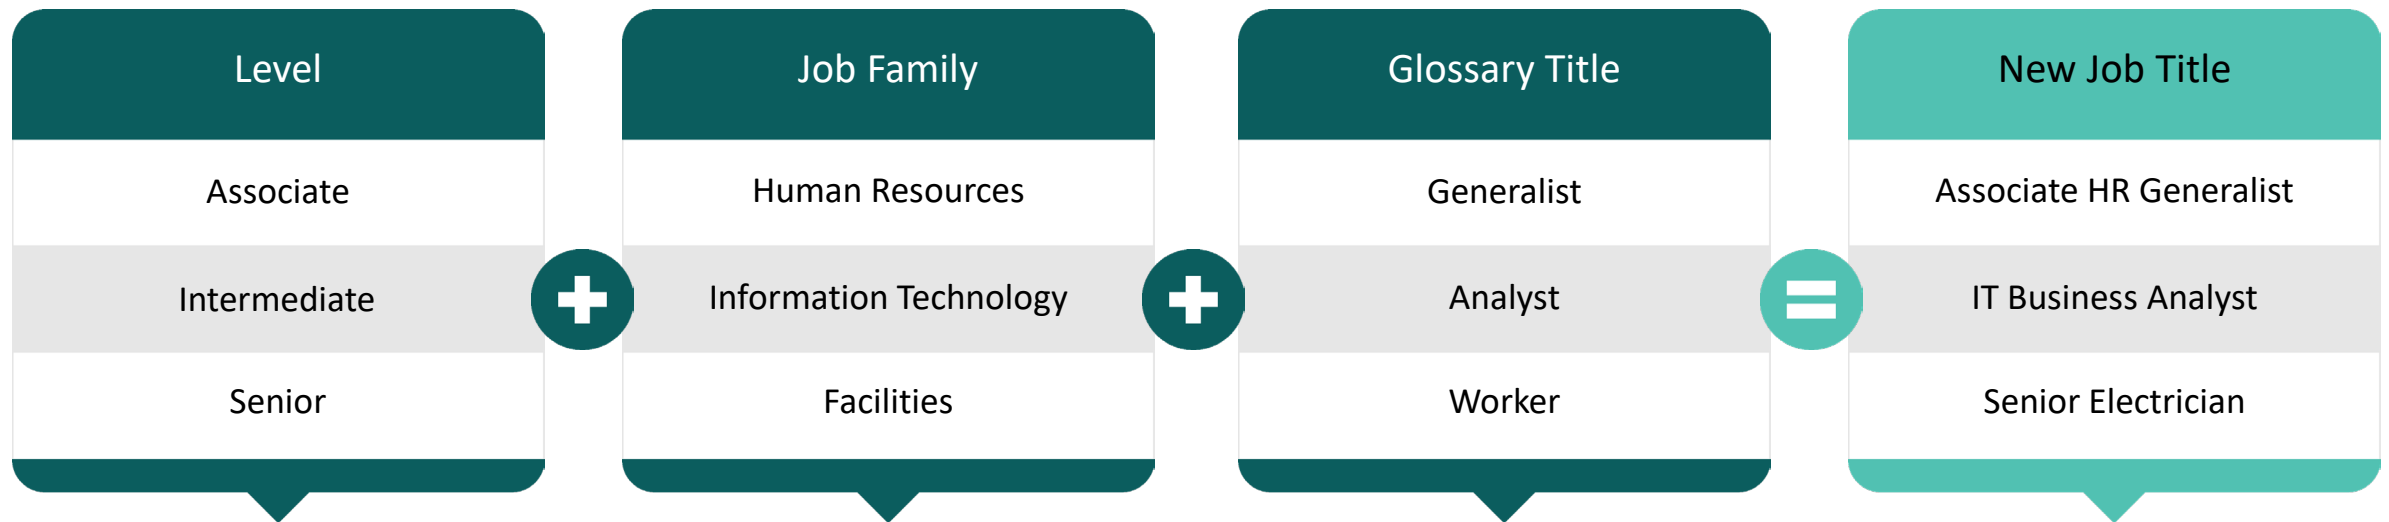 Level
Job Family
Glossary Title
New Job Title
Associate
Human Resources
Generalist
Associate HR Generalist
Intermediate
Information Technology
Analyst
IT Business Analyst
Senior
Facilities
Worker
Senior Electrician